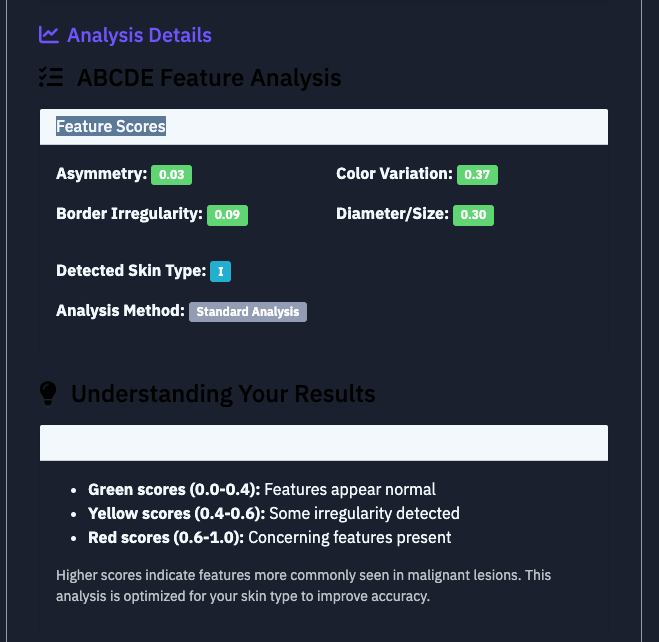 Analysis Details
ABCDE Feature Analysis
Feature Scores
Asymmetry: 0.03
Color Variation: 0.37
Border Irregularity: 0.09
Diameter/Size: 0.30
Detected Skin Type: I
Analysis Method: Standard Analysis
Understanding Your Results
Green scores (0.0-0.4): Features appear normal
Yellow scores (0.4-0.6): Some irregularity detected
Red scores (0.6-1.0): Concerning features present
Higher scores indicate features more commonly seen in malignant lesions. This
analysis is optimized for your skin type to improve accuracy.